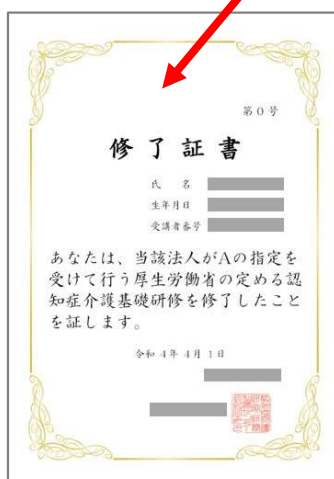 第0号
修了証書
氏 名
生年月日
受講者番号
あなたは、当該法人がAの指定を
受けて行う厚生労働省の定める認
知症介護基礎研修を修了したこと
を証します。
令和 4年 4月 1日